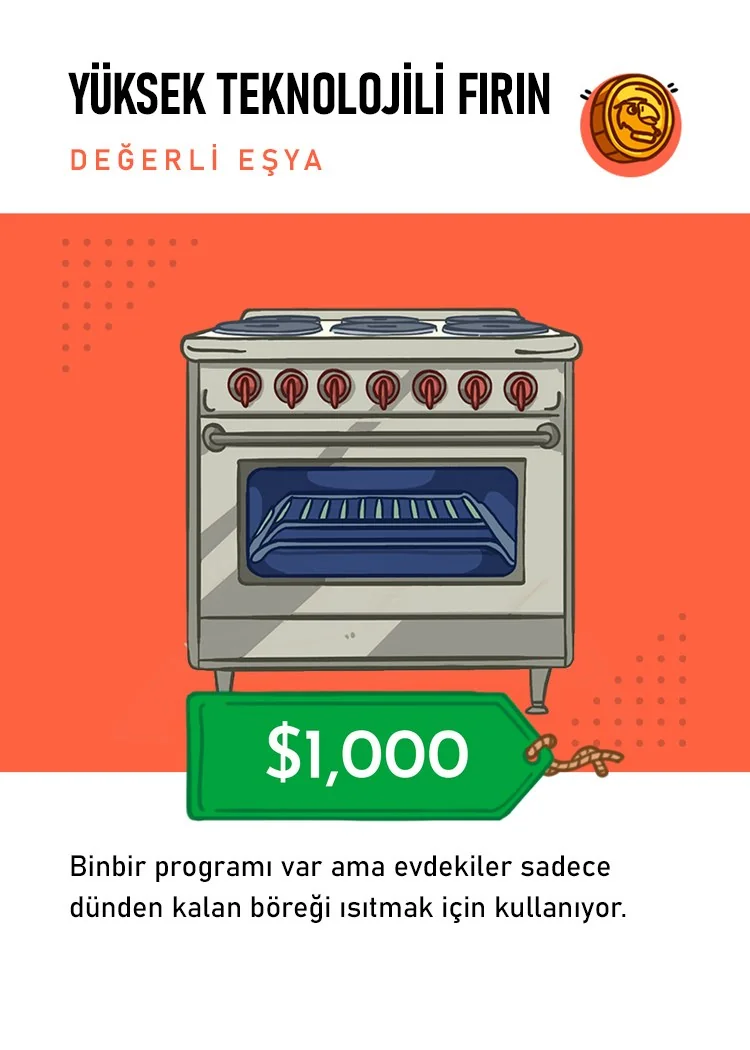 YÜKSEK TEKNOLOJİLİ FIRIN
DEĞERLİ EŞYA
$1,000
Binbir programı var ama evdekiler sadece
dünden kalan böreği ısıtmak için kullanıyor.